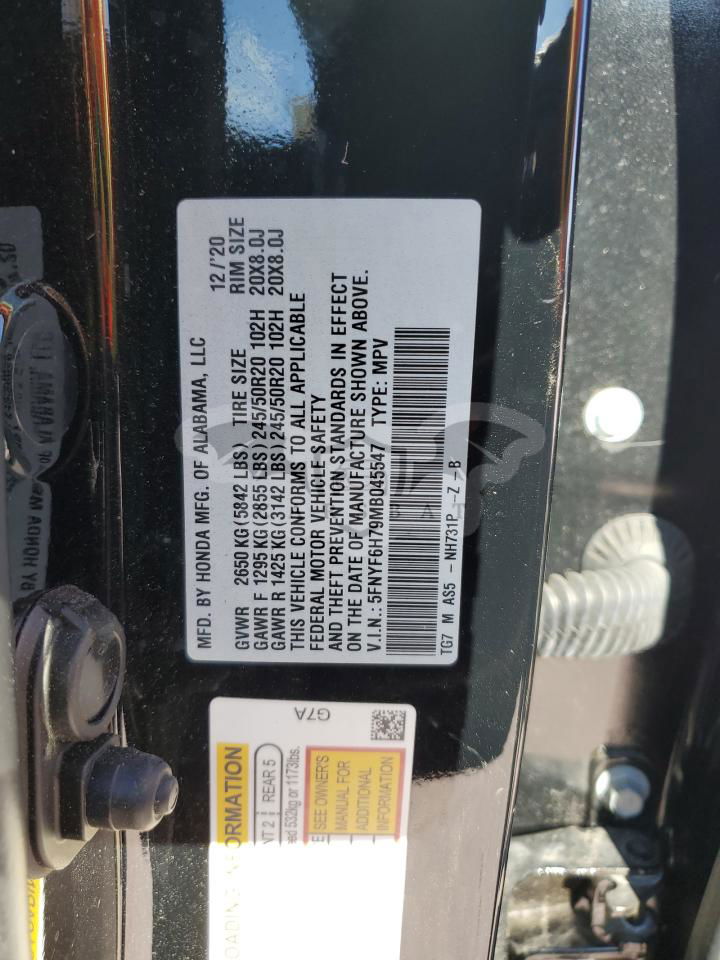 MFD. BY HONDA MFG. OF ALABAMA, LLC 12/'20
GVWR 2650 KG (5842 LBS) TIRE SIZE RIM SIZE
GAWR F 1295 KG (2855 LBS) 245/50R20 102H 20X8.0J
GAWR R 1425 KG (3142 LBS) 245/50R20 102H 20X8.0J
THIS VEHICLE CONFORMS TO ALL APPLICABLE
FEDERAL MOTOR VEHICLE SAFETY
AND THEFT PREVENTION STANDARDS IN EFFECT
ON THE DATE OF MANUFACTURE SHOWN ABOVE.
V.I.N.: 5FNYF6H79MB045547 TYPE: MPV
TG7 M AS5 -NH731P --Z -B
REAR 5
532kg or 1173lbs.
SEE OWNER'S
MANUAL FOR
ADDITIONAL
INFORMATION
G7A